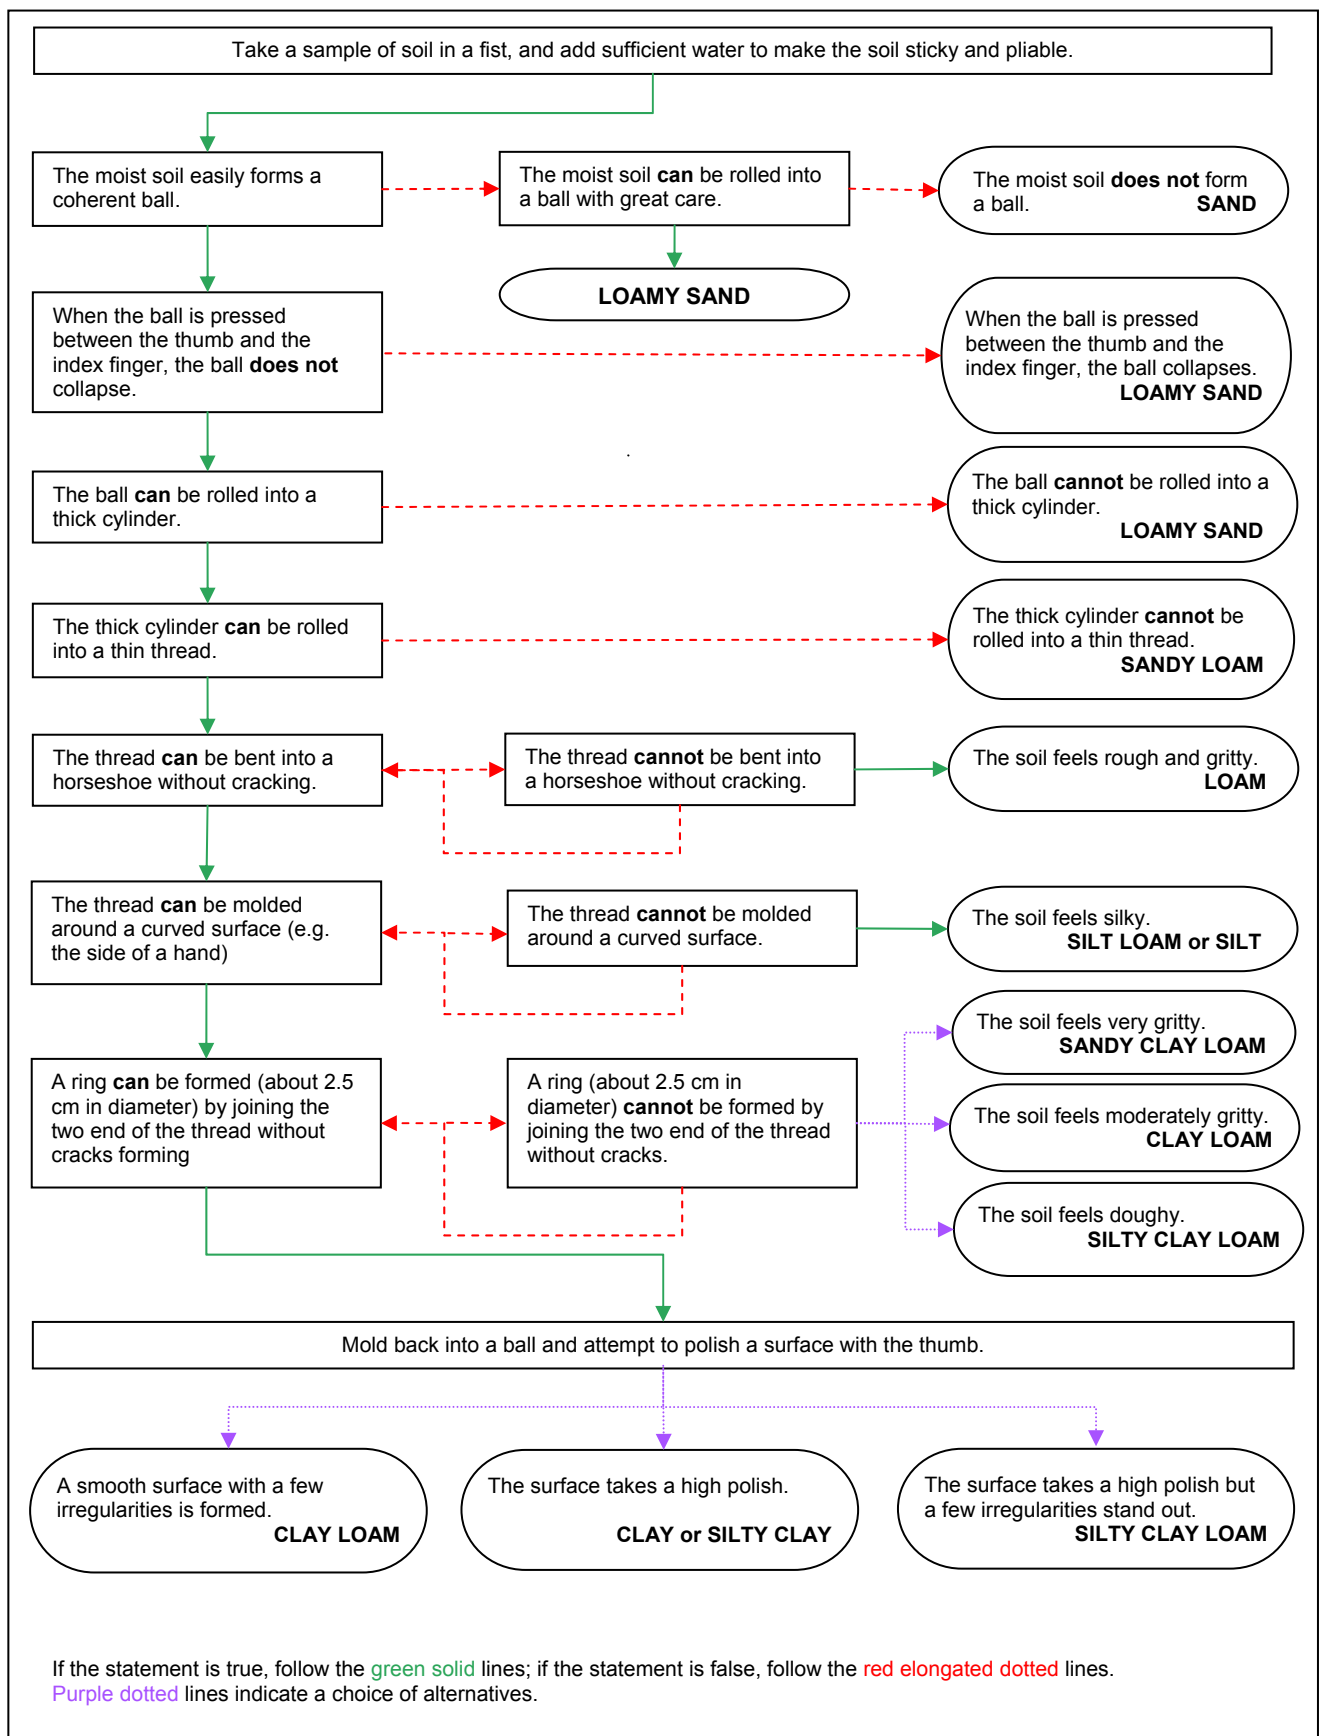 Take a sample of soil in a fist, and add sufficient water to make the soil sticky and pliable.
The moist soil easily forms a
coherent ball.
The moist soil can be rolled into
a ball with great care.
The moist soil does not form
a ball. SAND
LOAMY SAND
When the ball is pressed
between the thumb and the
index finger, the ball does not
collapse.
When the ball is pressed
between the thumb and the
index finger, the ball collapses.
LOAMY SAND
The ball can be rolled into a
thick cylinder.
The ball cannot be rolled into a
thick cylinder.
LOAMY SAND
The thick cylinder can be rolled
into a thin thread.
The thick cylinder cannot be
rolled into a thin thread.
SANDY LOAM
The thread can be bent into a
horseshoe without cracking.
The thread cannot be bent into
a horseshoe without cracking.
The soil feels rough and gritty.
LOAM
The thread can be molded
around a curved surface (e.g.
the side of a hand)
The thread cannot be molded
around a curved surface.
The soil feels silky.
SILT LOAM or SILT
A ring can be formed (about 2.5
cm in diameter) by joining the
two end of the thread without
cracks forming
A ring (about 2.5 cm in
diameter) cannot be formed by
joining the two end of the thread
without cracks.
The soil feels very gritty.
SANDY CLAY LOAM
The soil feels moderately gritty.
CLAY LOAM
The soil feels doughy.
SILTY CLAY LOAM
Mold back into a ball and attempt to polish a surface with the thumb.
A smooth surface with a few
irregularities is formed.
CLAY LOAM
The surface takes a high polish.
CLAY or SILTY CLAY
The surface takes a high polish but
a few irregularities stand out.
SILTY CLAY LOAM
If the statement is true, follow the green solid lines; if the statement is false, follow the red elongated dotted lines.
Purple dotted lines indicate a choice of alternatives.